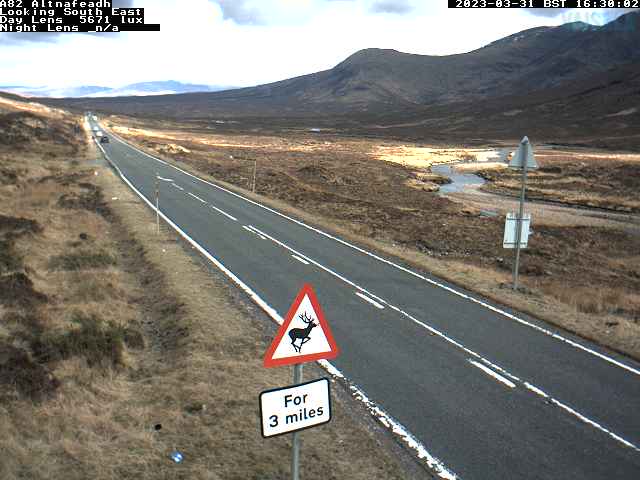 A82 Altnafeadh
Looking South East
Day Lens 5671 lux
Night Lens n/a
2023-03-31 BST 16:30:02
For
3 miles